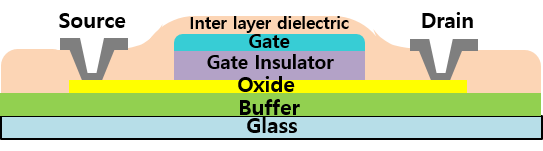 Source
Inter layer dielectric
Drain
Gate
Gate Insulator
Oxide
Buffer
Glass